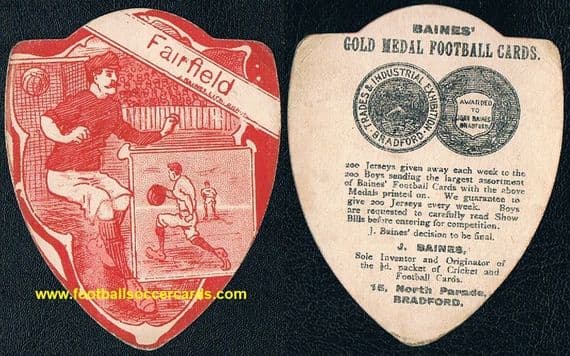 Fairfield
www.footballsoccercards.com
BAINES'
GOLD MEDAL FOOTBALL CARDS.
TRADES & INDUSTRIAL EXHIBITION
BRADFORD.
AWARDED
TO
JOHN BAINES
BRADFORD
200 Jerseys given away each week to the
200 Boys sending the largest assortment
of Baines' Football Cards with the above
Medals printed on. We guarantee to
give 200 Jerseys every week. Boys
are requested to carefully read Show
Bills before entering for competition.
J. Baines' decision to be final.
J. BAINES,
Sole Inventor and Originator of
the ½d. packet of Cricket and
Football Cards.
15, North Parade,
BRADFORD.